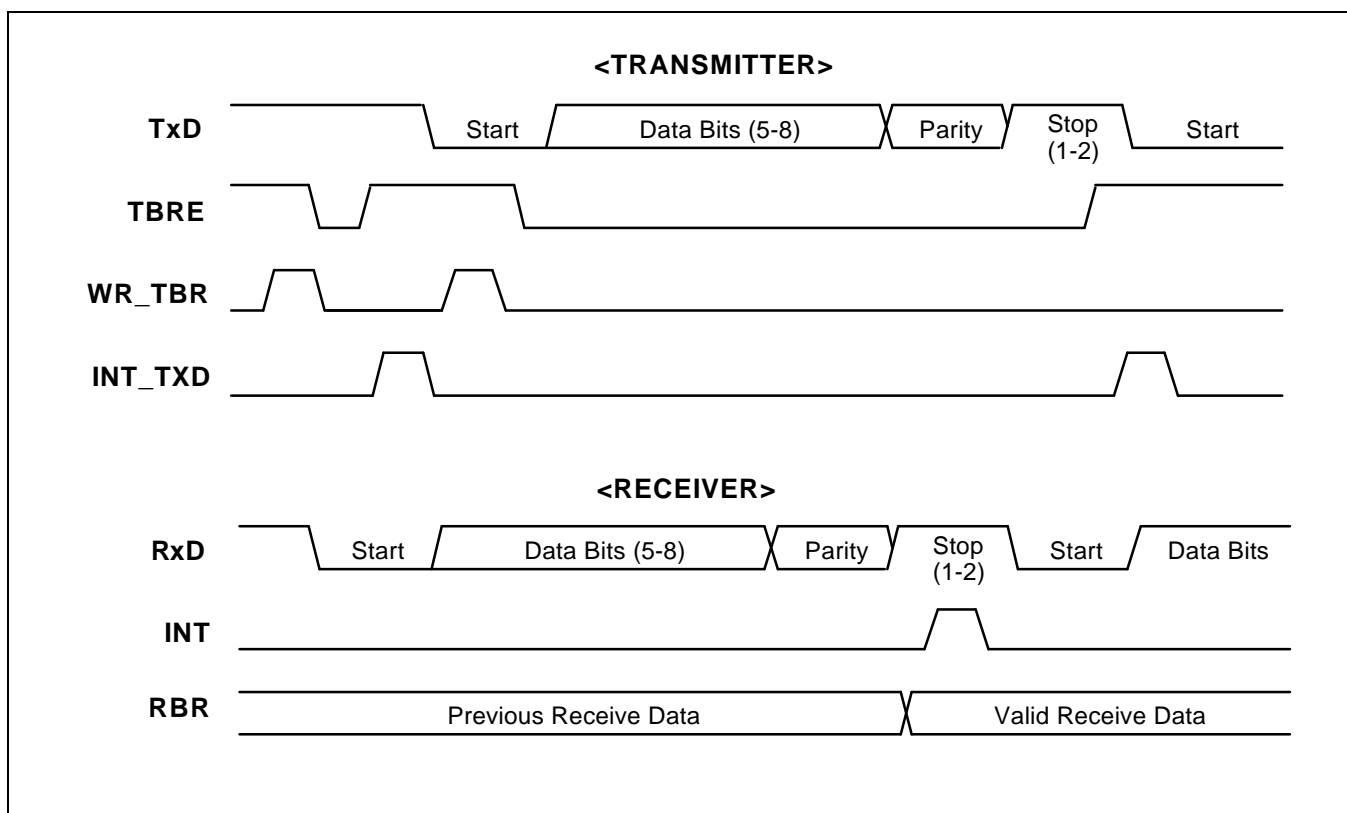 <TRANSMITTER>
TxD Start Data Bits (5-8) Parity Stop (1-2) Start
TBRE
WR_TBR
INT_TXD
<RECEIVER>
RxD Start Data Bits (5-8) Parity Stop (1-2) Start Data Bits
INT
RBR Previous Receive Data Valid Receive Data